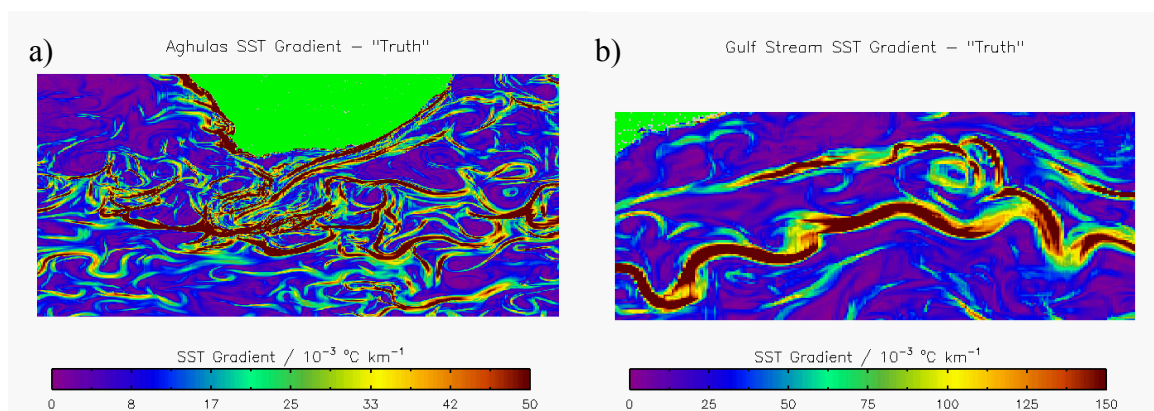 a)
Aghulas SST Gradient – "Truth"
SST Gradient / 10⁻³ °C km⁻¹
0 8 17 25 33 42 50
b)
Gulf Stream SST Gradient – "Truth"
SST Gradient / 10⁻³ °C km⁻¹
0 25 50 75 100 125 150